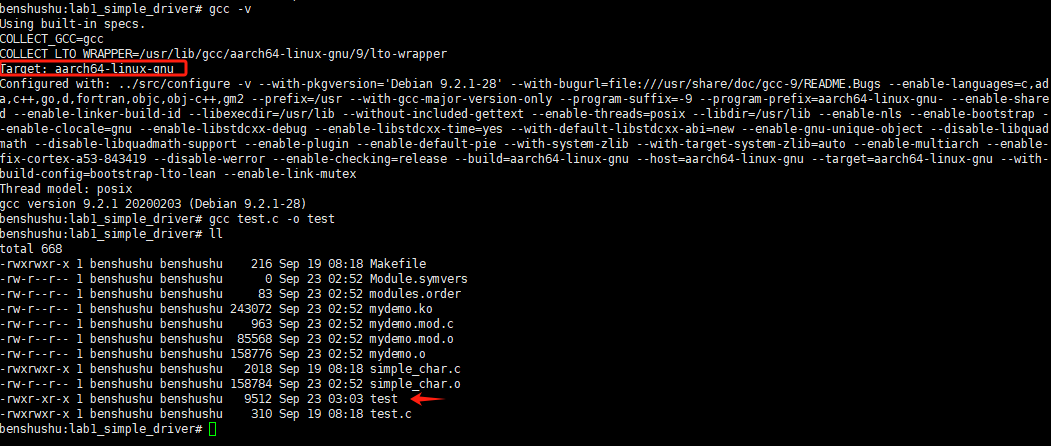 benshushu:lab1_simple_driver# gcc -v
Using built-in specs.
COLLECT_GCC=gcc
COLLECT_LTO_WRAPPER=/usr/lib/gcc/aarch64-linux-gnu/9/lto-wrapper
Target: aarch64-linux-gnu
Configured with: ../src/configure -v --with-pkgversion='Debian 9.2.1-28' --with-bugurl=file:///usr/share/doc/gcc-9/README.Bugs --enable-languages=c,ad
a,c++,go,d,fortran,objc,obj-c++,gm2 --prefix=/usr --with-gcc-major-version-only --program-suffix=-9 --program-prefix=aarch64-linux-gnu- --enable-share
d --enable-linker-build-id --libexecdir=/usr/lib --without-included-gettext --enable-threads=posix --libdir=/usr/lib --enable-nls --enable-bootstrap -
-enable-clocale=gnu --enable-libstdcxx-debug --enable-libstdcxx-time=yes --with-default-libstdcxx-abi=new --enable-gnu-unique-object --disable-libquad
math --disable-libquadmath-support --enable-plugin --enable-default-pie --with-system-zlib --with-target-system-zlib=auto --enable-multiarch --enable-
fix-cortex-a53-843419 --disable-werror --enable-checking=release --build=aarch64-linux-gnu --host=aarch64-linux-gnu --target=aarch64-linux-gnu --with-
build-config=bootstrap-lto-lean --enable-link-mutex
Thread model: posix
gcc version 9.2.1 20200203 (Debian 9.2.1-28)
benshushu:lab1_simple_driver# gcc test.c -o test
benshushu:lab1_simple_driver# ll
total 668
-rwxrwxr-x 1 benshushu benshushu    216 Sep 19 08:18 Makefile
-rw-r--r-- 1 benshushu benshushu      0 Sep 23 02:52 Module.symvers
-rw-r--r-- 1 benshushu benshushu     83 Sep 23 02:52 modules.order
-rw-r--r-- 1 benshushu benshushu 243072 Sep 23 02:52 mydemo.ko
-rw-r--r-- 1 benshushu benshushu    963 Sep 23 02:52 mydemo.mod.c
-rw-r--r-- 1 benshushu benshushu  85568 Sep 23 02:52 mydemo.mod.o
-rw-r--r-- 1 benshushu benshushu 158776 Sep 23 02:52 mydemo.o
-rwxrwxr-x 1 benshushu benshushu   2018 Sep 19 08:18 simple_char.c
-rw-r--r-- 1 benshushu benshushu 158784 Sep 23 02:52 simple_char.o
-rwxr-xr-x 1 benshushu benshushu   9512 Sep 23 03:03 test
-rwxrwxr-x 1 benshushu benshushu    310 Sep 19 08:18 test.c
benshushu:lab1_simple_driver#